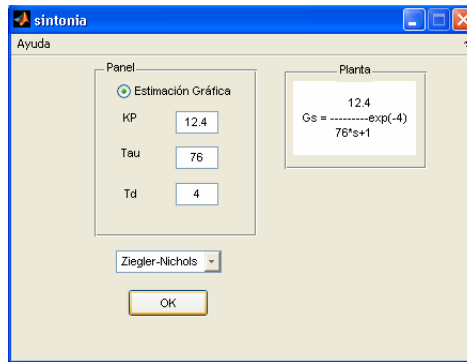 sintonia
Ayuda
Panel
Estimación Gráfica
KP 12.4
Tau 76
Td 4
Planta
12.4
Gs = ---------exp(-4)
76*s+1
Ziegler-Nichols
OK